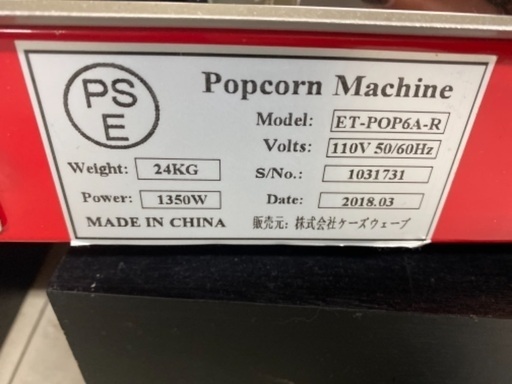 PS
E
Popcorn Machine
Model: ET-POP6A-R
Volts: 110V 50/60Hz
Weight: 24KG
S/No.: 1031731
Power: 1350W
Date: 2018.03
MADE IN CHINA
販売元: 株式会社ケーズウェーブ